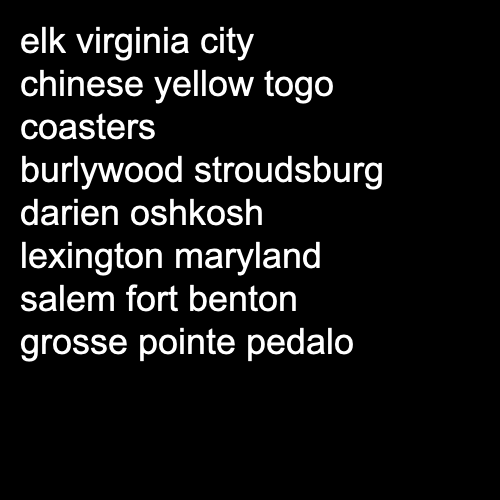 elk virginia city
chinese yellow togo
coasters
burlywood stroudsburg
darien oshkosh
lexington maryland
salem fort benton
grosse pointe pedalo